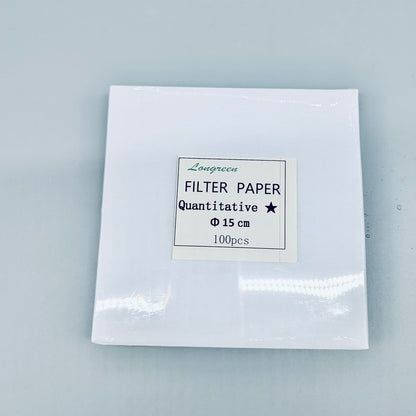 Longreen
FILTER PAPER
Quantitative ★
Φ 15 cm
100pcs